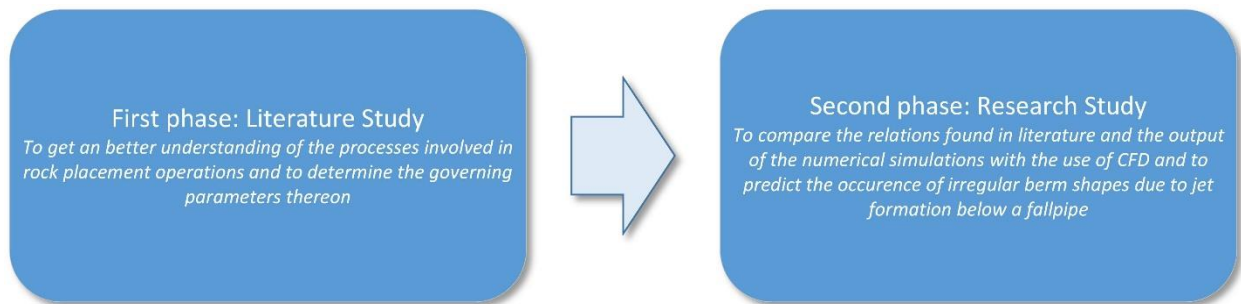 First phase: Literature Study
To get an better understanding of the processes involved in
rock placement operations and to determine the governing
parameters thereon
Second phase: Research Study
To compare the relations found in literature and the output
of the numerical simulations with the use of CFD and to
predict the occurence of irregular berm shapes due to jet
formation below a fallpipe